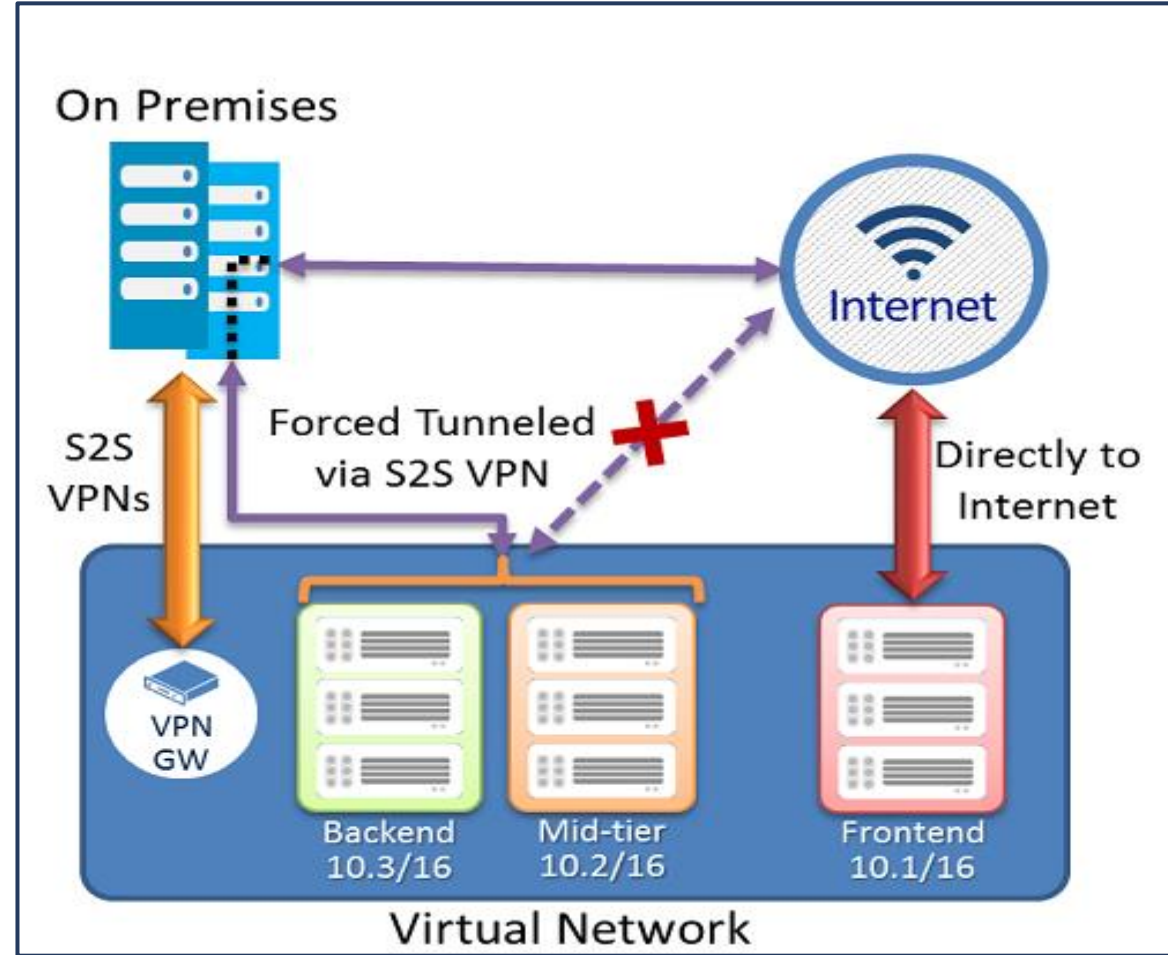 On Premises
Internet
Forced Tunneled
via S2S VPN
S2S
VPNs
Directly to
Internet
VPN
GW
Backend
10.3/16
Mid-tier
10.2/16
Frontend
10.1/16
Virtual Network